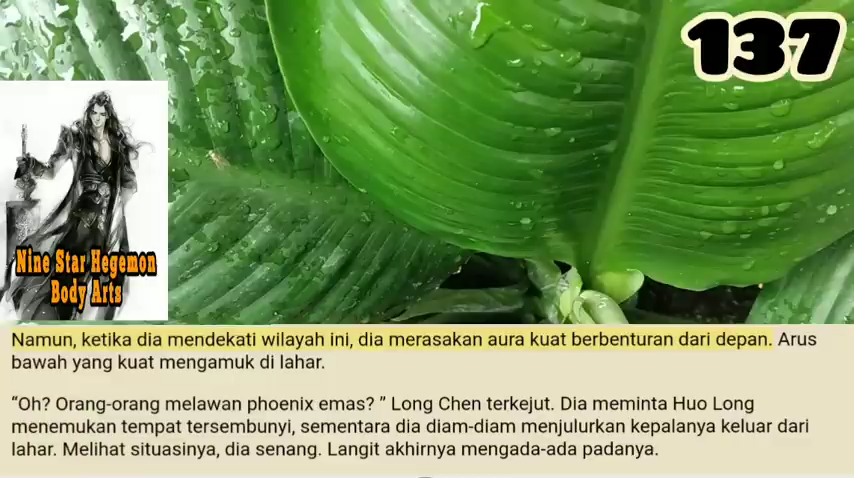 137
Nine Star Hegemon
Body Arts
Namun, ketika dia mendekati wilayah ini, dia merasakan aura kuat berbenturan dari depan. Arus
bawah yang kuat mengamuk di lahar.
“Oh? Orang-orang melawan phoenix emas? ” Long Chen terkejut. Dia meminta Huo Long
menemukan tempat tersembunyi, sementara dia diam-diam menjulurkan kepalanya keluar dari
lahar. Melihat situasinya, dia senang. Langit akhirnya mengada-ada padanya.